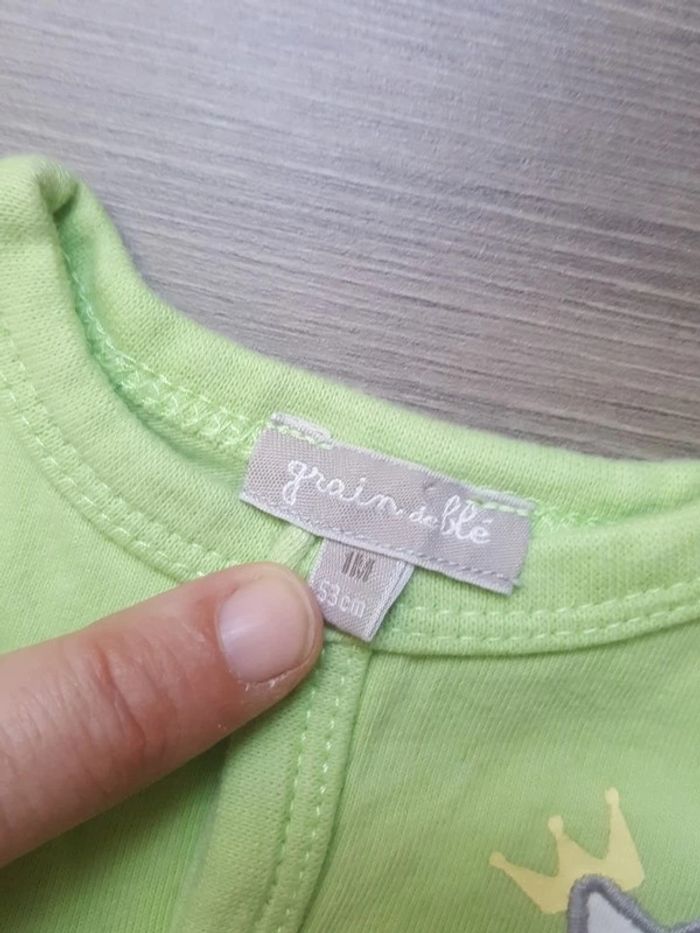 grain de blé
1M
53cm